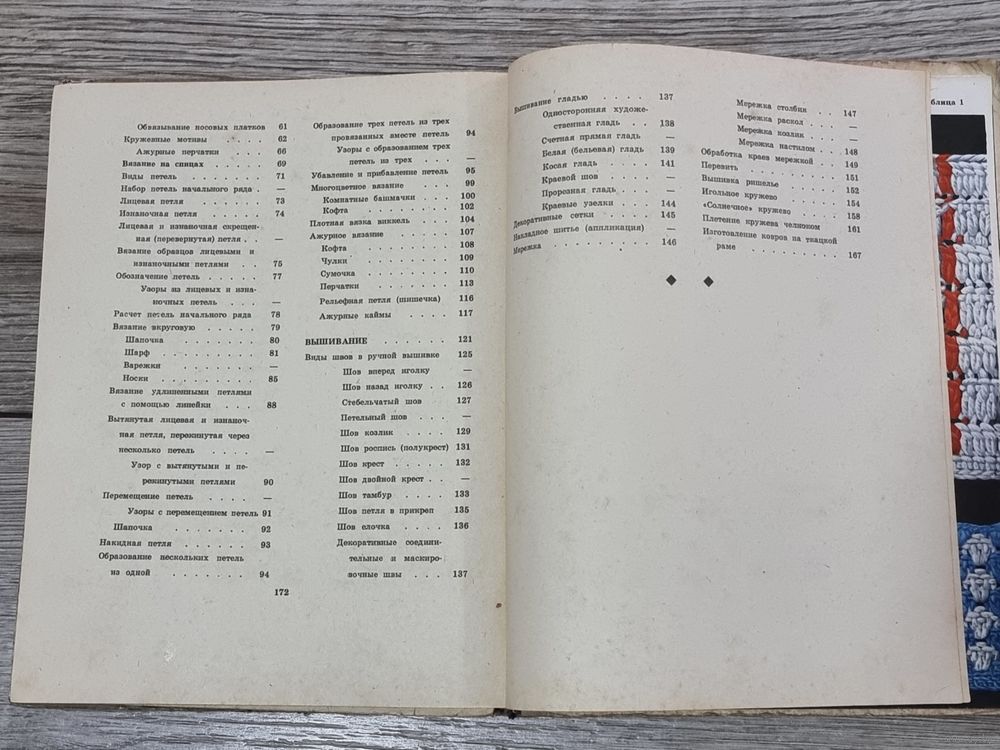 Обвязывание носовых платков 61
Кружевные мотивы . . . . . 62
Ажурные перчатки . . . 66
Вязание на спицах . . . . 69
Виды петель . . . . . . 71
Набор петель начального ряда . —
Лицевая петля . . . . . 73
Изнаночная петля . . . . 74
Лицевая и изнаночная скрещен-
ная (перевернутая) петля . . —
Вязание образцов лицевыми и
изнаночными петлями . . 75
Обозначение петель . . . . . 77
Узоры из лицевых и изна-
ночных петель . . . —
Расчет петель начального ряда 78
Вязание вкруговую . . . . . 79
Шапочка . . . . . . . 80
Шарф . . . . . . . . 81
Варежки . . . . . . . —
Носки . . . . . . . . 85
Вязание удлиненными петлями
с помощью линейки . . . 88
Вытянутая лицевая и изнаноч-
ная петля, перекинутая через
несколько петель . . . . —
Узор с вытянутыми и пе-
рекинутыми петлями 90
Перемещение петель . . . . —
Узоры с перемещением петель 91
Шапочка . . . . . . . 92
Накидная петля . . . . . . 93
Образование нескольких петель
из одной . . . . . . . 94
172
Образование трех петель из трех
провязанных вместе петель 94
Узоры с образованием трех
петель из трех . . . . —
Убавление и прибавление петель 95
Многоцветное вязание . . . 99
Комнатные башмачки . . . 100
Кофта . . . . . . . . 102
Плотная вязка виккель . . . 104
Ажурное вязание . . . . . . 107
Кофта . . . . . . . . 108
Чулки . . . . . . . . 109
Сумочка . . . . . . . 110
Перчатки . . . . . . 113
Рельефная петля (шишечка) 116
Ажурные каймы . . . . 117
ВЫШИВАНИЕ . . . . . . 121
Виды швов в ручной вышивке 125
Шов вперед иголку —
Шов назад иголку . . 126
Стебельчатый шов 127
Петельный шов . . . —
Шов козлик . . . . 129
Шов роспись (полукрест) 131
Шов крест . . . . . 132
Шов двойной крест . . —
Шов тамбур . . . . 133
Шов петля в прикреп 135
Шов елочка . . . . 136
Декоративные соедини-
тельные и маскиро-
вочные швы . . . 137
Вышивание гладью . . . . 137
Односторонняя художе-
ственная гладь . . 138
Счетная прямая гладь —
Белая (бельевая) гладь 139
Косая гладь . . . . 141
Краевой шов . . . . —
Прорезная гладь . . . —
Краевые узелки . . . 144
Декоративные сетки . . . . 145
Накладное шитье (аппликация) —
Мережка . . . . . . . . 146
Мережка столбик . . 147
Мережка раскол . . —
Мережка козлик . . —
Мережка настилом . . 148
Обработка краев мережкой . . 149
Перевить . . . . . . . . 151
Вышивка ришелье . . . . . 152
Игольное кружево . . . . . 154
«Солнечное» кружево . . . . 158
Плетение кружева челноком 161
Изготовление ковров на ткацкой
раме . . . . . . . . 167
блица 1